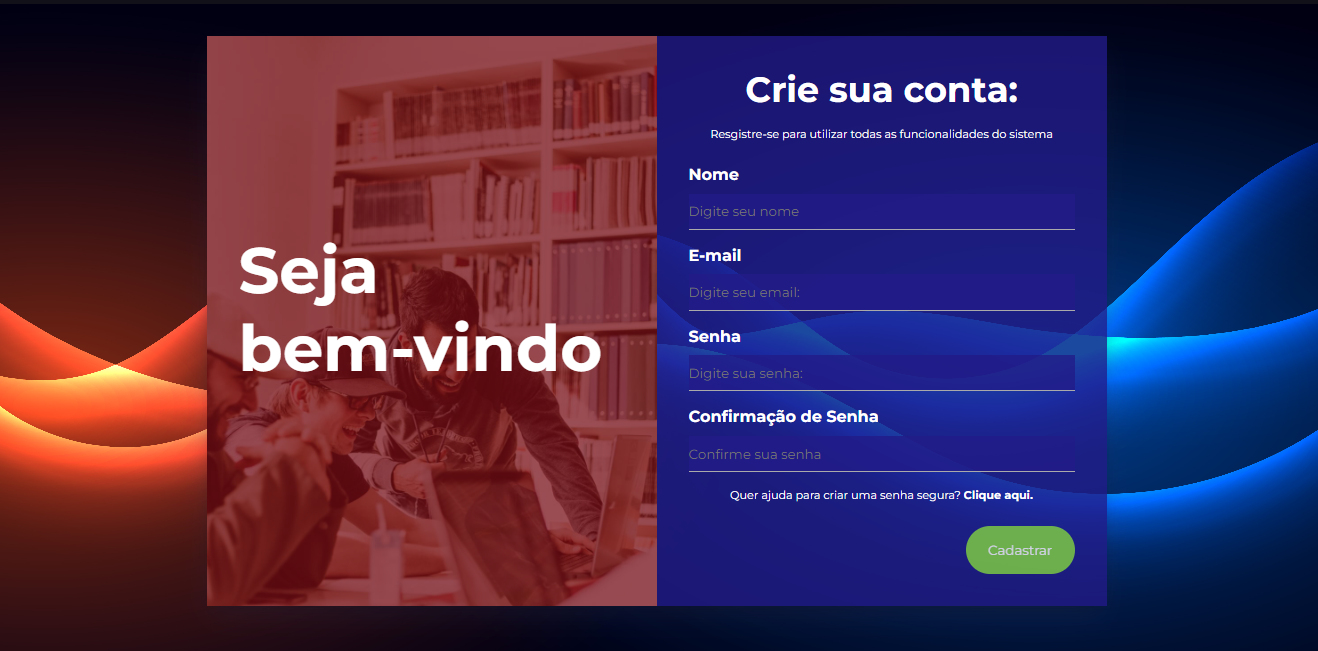 Seja
bem-vindo
Crie sua conta:
Resgistre-se para utilizar todas as funcionalidades do sistema
Nome
Digite seu nome
E-mail
Digite seu email:
Senha
Digite sua senha:
Confirmação de Senha
Confirme sua senha
Quer ajuda para criar uma senha segura? Clique aqui.
Cadastrar